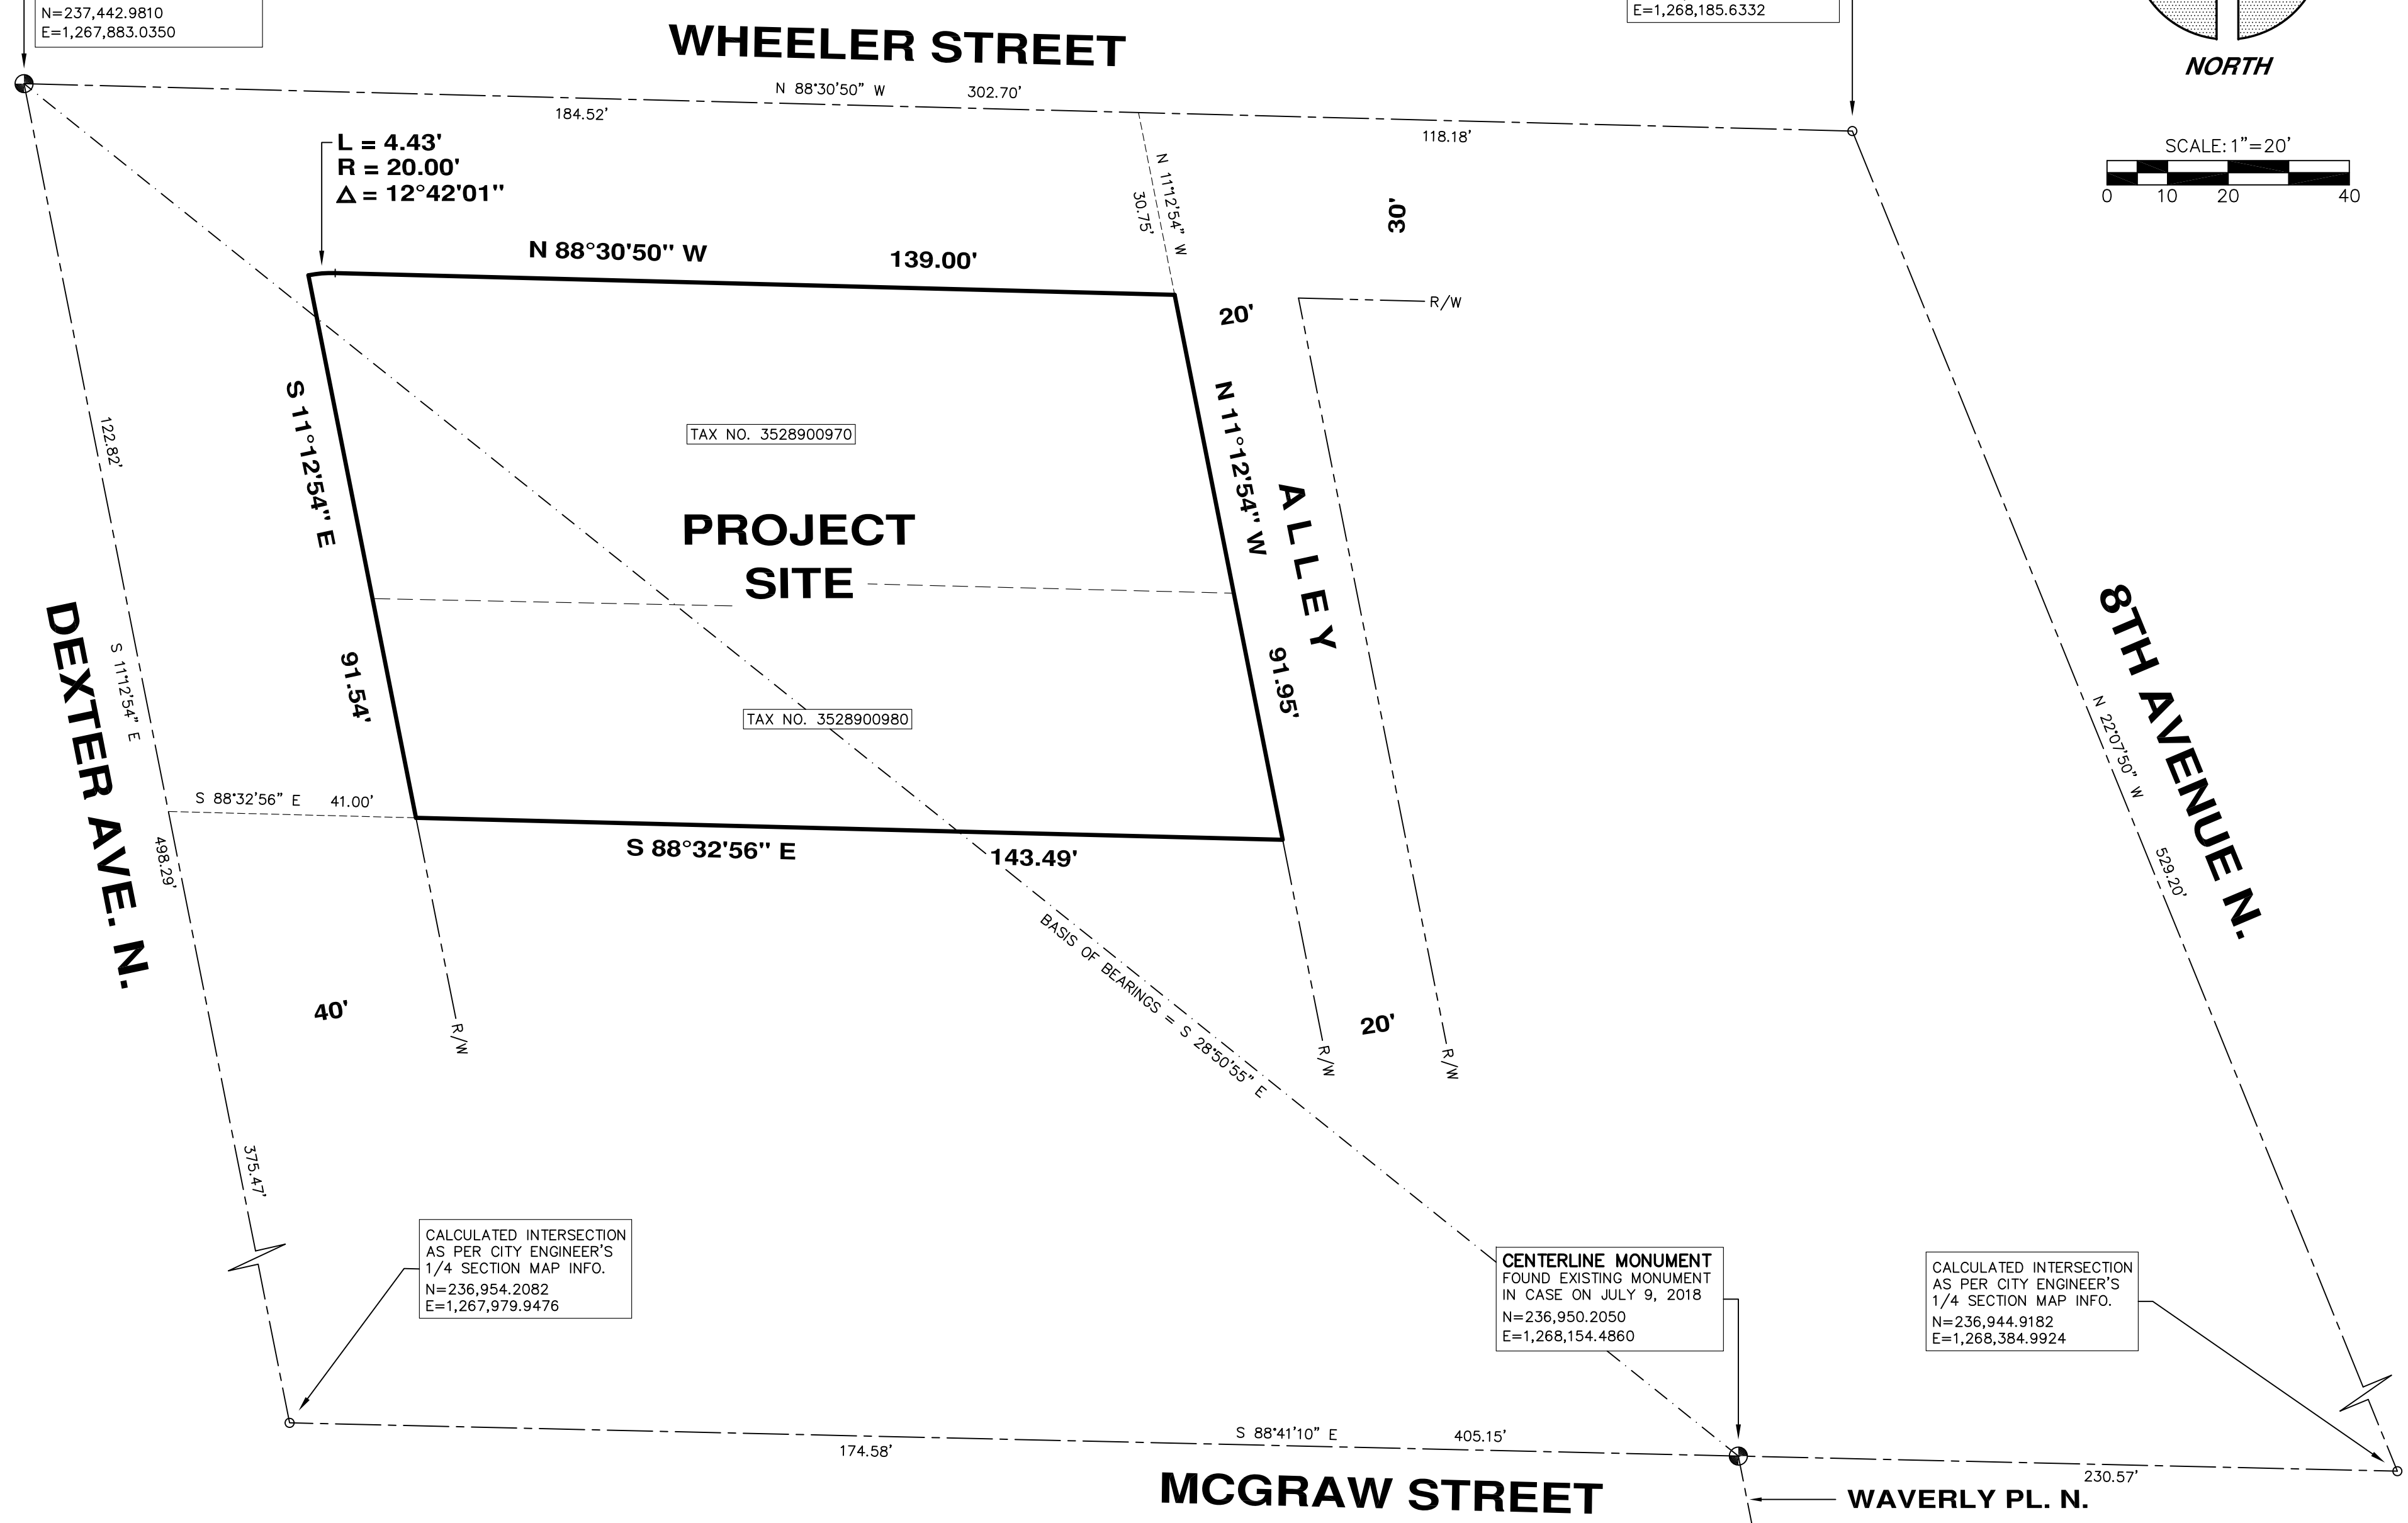 N=237,442.9810
E=1,267,883.0350
WHEELER STREET
E=1,268,185.6332
NORTH
N 88°30'50" W 302.70'
184.52'
118.18'
SCALE: 1"=20'
0 10 20 40
L = 4.43'
R = 20.00'
Δ = 12°42'01"
N 11°12'54" W
30.75'
30'
N 88°30'50" W 139.00'
20'
R/W
S 11°12'54" E
91.54'
TAX NO. 3528900970
N 11°12'54" W
91.95'
ALLEY
PROJECT
SITE
TAX NO. 3528900980
122.82'
DEXTER AVE. N.
S 11°12'54" E
498.29'
375.47'
S 88°32'56" E 41.00'
S 88°32'56" E 143.49'
8TH AVENUE N.
N 22°07'50" W
529.20'
BASIS OF BEARINGS = S 28°50'55" E
40'
R/W
20'
R/W
R/W
CALCULATED INTERSECTION
AS PER CITY ENGINEER'S
1/4 SECTION MAP INFO.
N=236,954.2082
E=1,267,979.9476
CENTERLINE MONUMENT
FOUND EXISTING MONUMENT
IN CASE ON JULY 9, 2018
N=236,950.2050
E=1,268,154.4860
CALCULATED INTERSECTION
AS PER CITY ENGINEER'S
1/4 SECTION MAP INFO.
N=236,944.9182
E=1,268,384.9924
S 88°41'10" E 405.15'
174.58'
230.57'
MCGRAW STREET
WAVERLY PL. N.